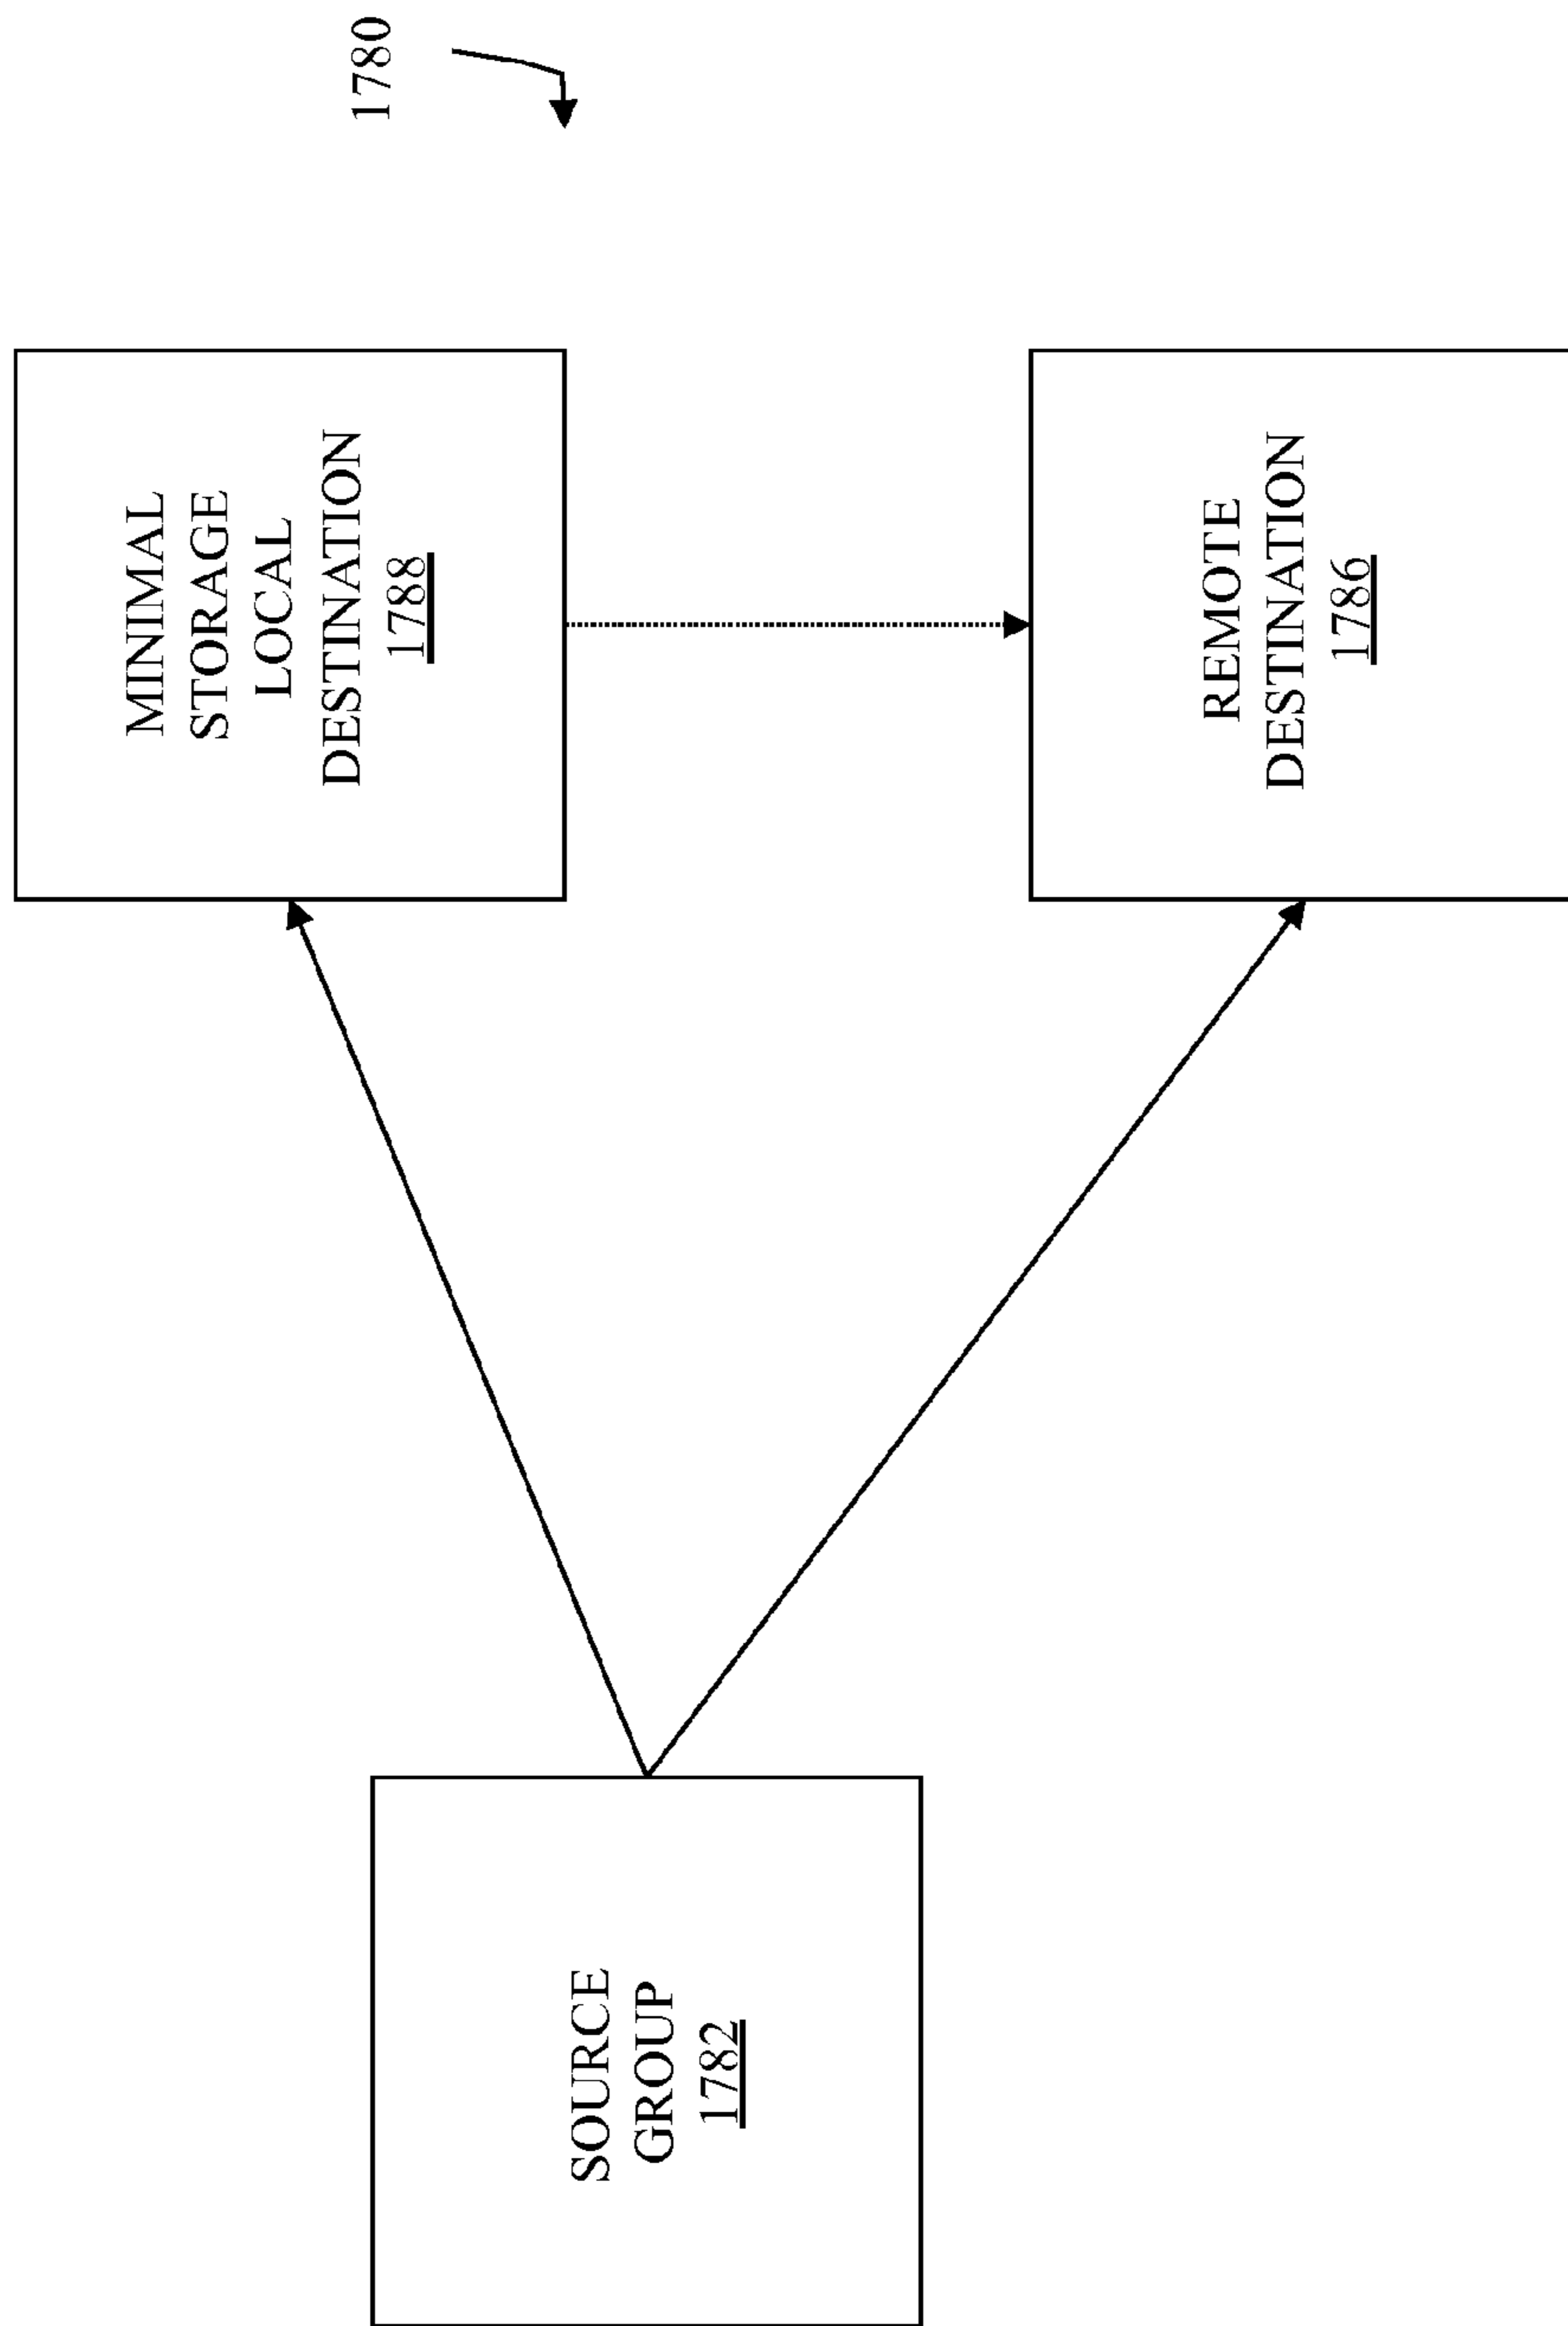 1780
MINIMAL
STORAGE
LOCAL
DESTINATION
1788
SOURCE
GROUP
1782
REMOTE
DESTINATION
1786